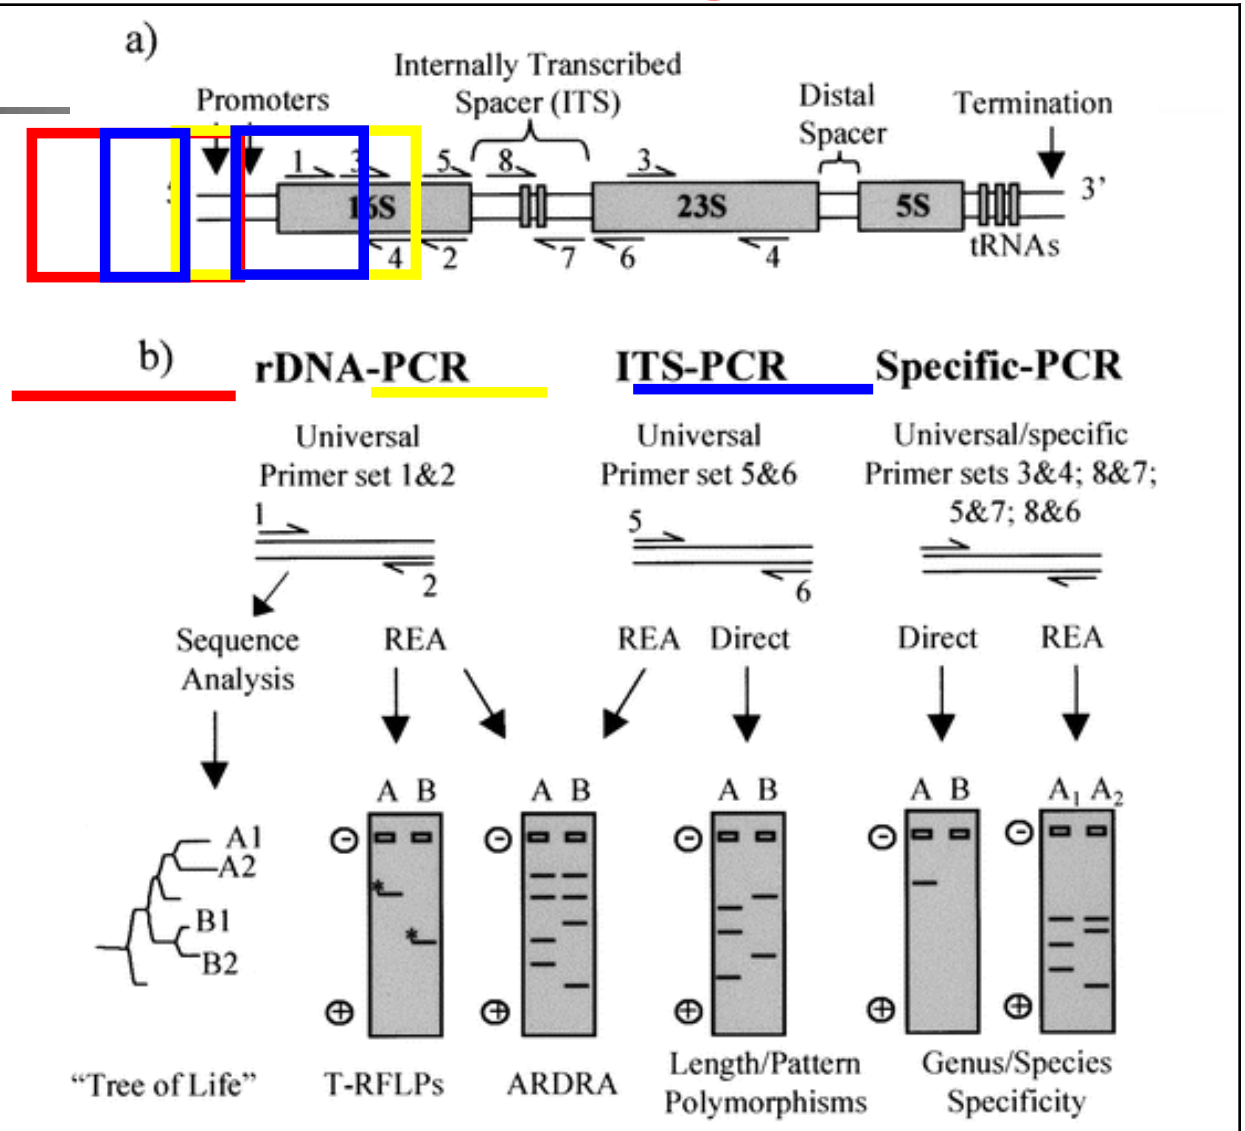 a)
Internally Transcribed
Spacer (ITS)
Promoters
Distal
Spacer
Termination
1 3 5 8 3
16S 23S 5S
3’
4 2 7 6 4
tRNAs
b)
rDNA-PCR ITS-PCR Specific-PCR
Universal
Primer set 1&2
1
2
Universal
Primer set 5&6
5
6
Universal/specific
Primer sets 3&4; 8&7;
5&7; 8&6
Sequence
Analysis
REA
REA Direct
Direct REA
A1
A2
B1
B2
A B
* *
- +
A B
- +
A B
- +
A B
- +
A1 A2
- +
“Tree of Life”
T-RFLPs
ARDRA
Length/Pattern
Polymorphisms
Genus/Species
Specificity